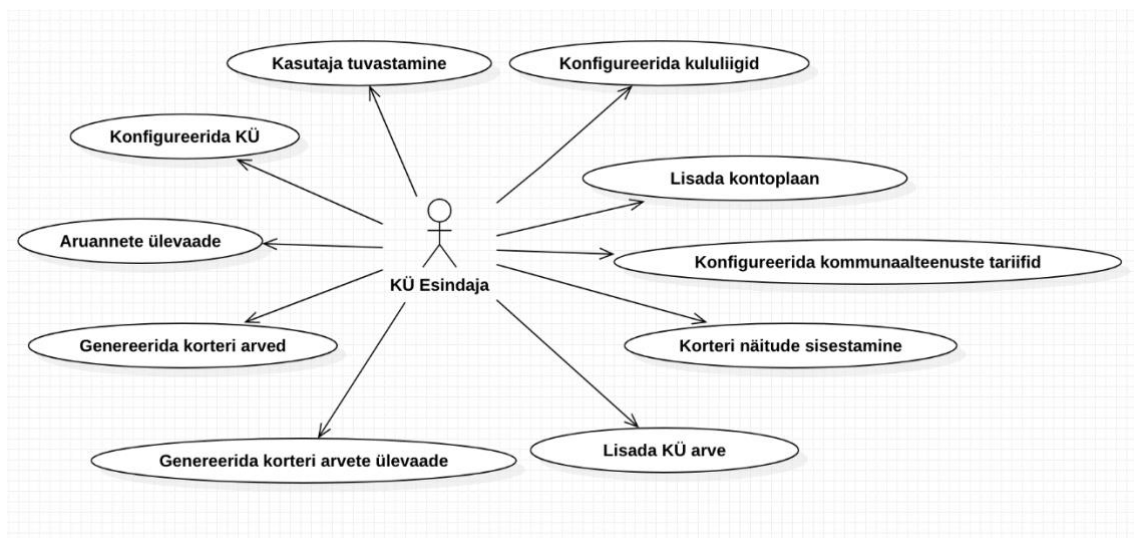 Kasutaja tuvastamine
Konfigureerida kululiigid
Konfigureerida KÜ
Lisada kontoplaan
Aruannete ülevaade
Konfigureerida kommunaalteenuste tariifid
KÜ Esindaja
Genereerida korteri arved
Korteri näitude sisestamine
Genereerida korteri arvete ülevaade
Lisada KÜ arve